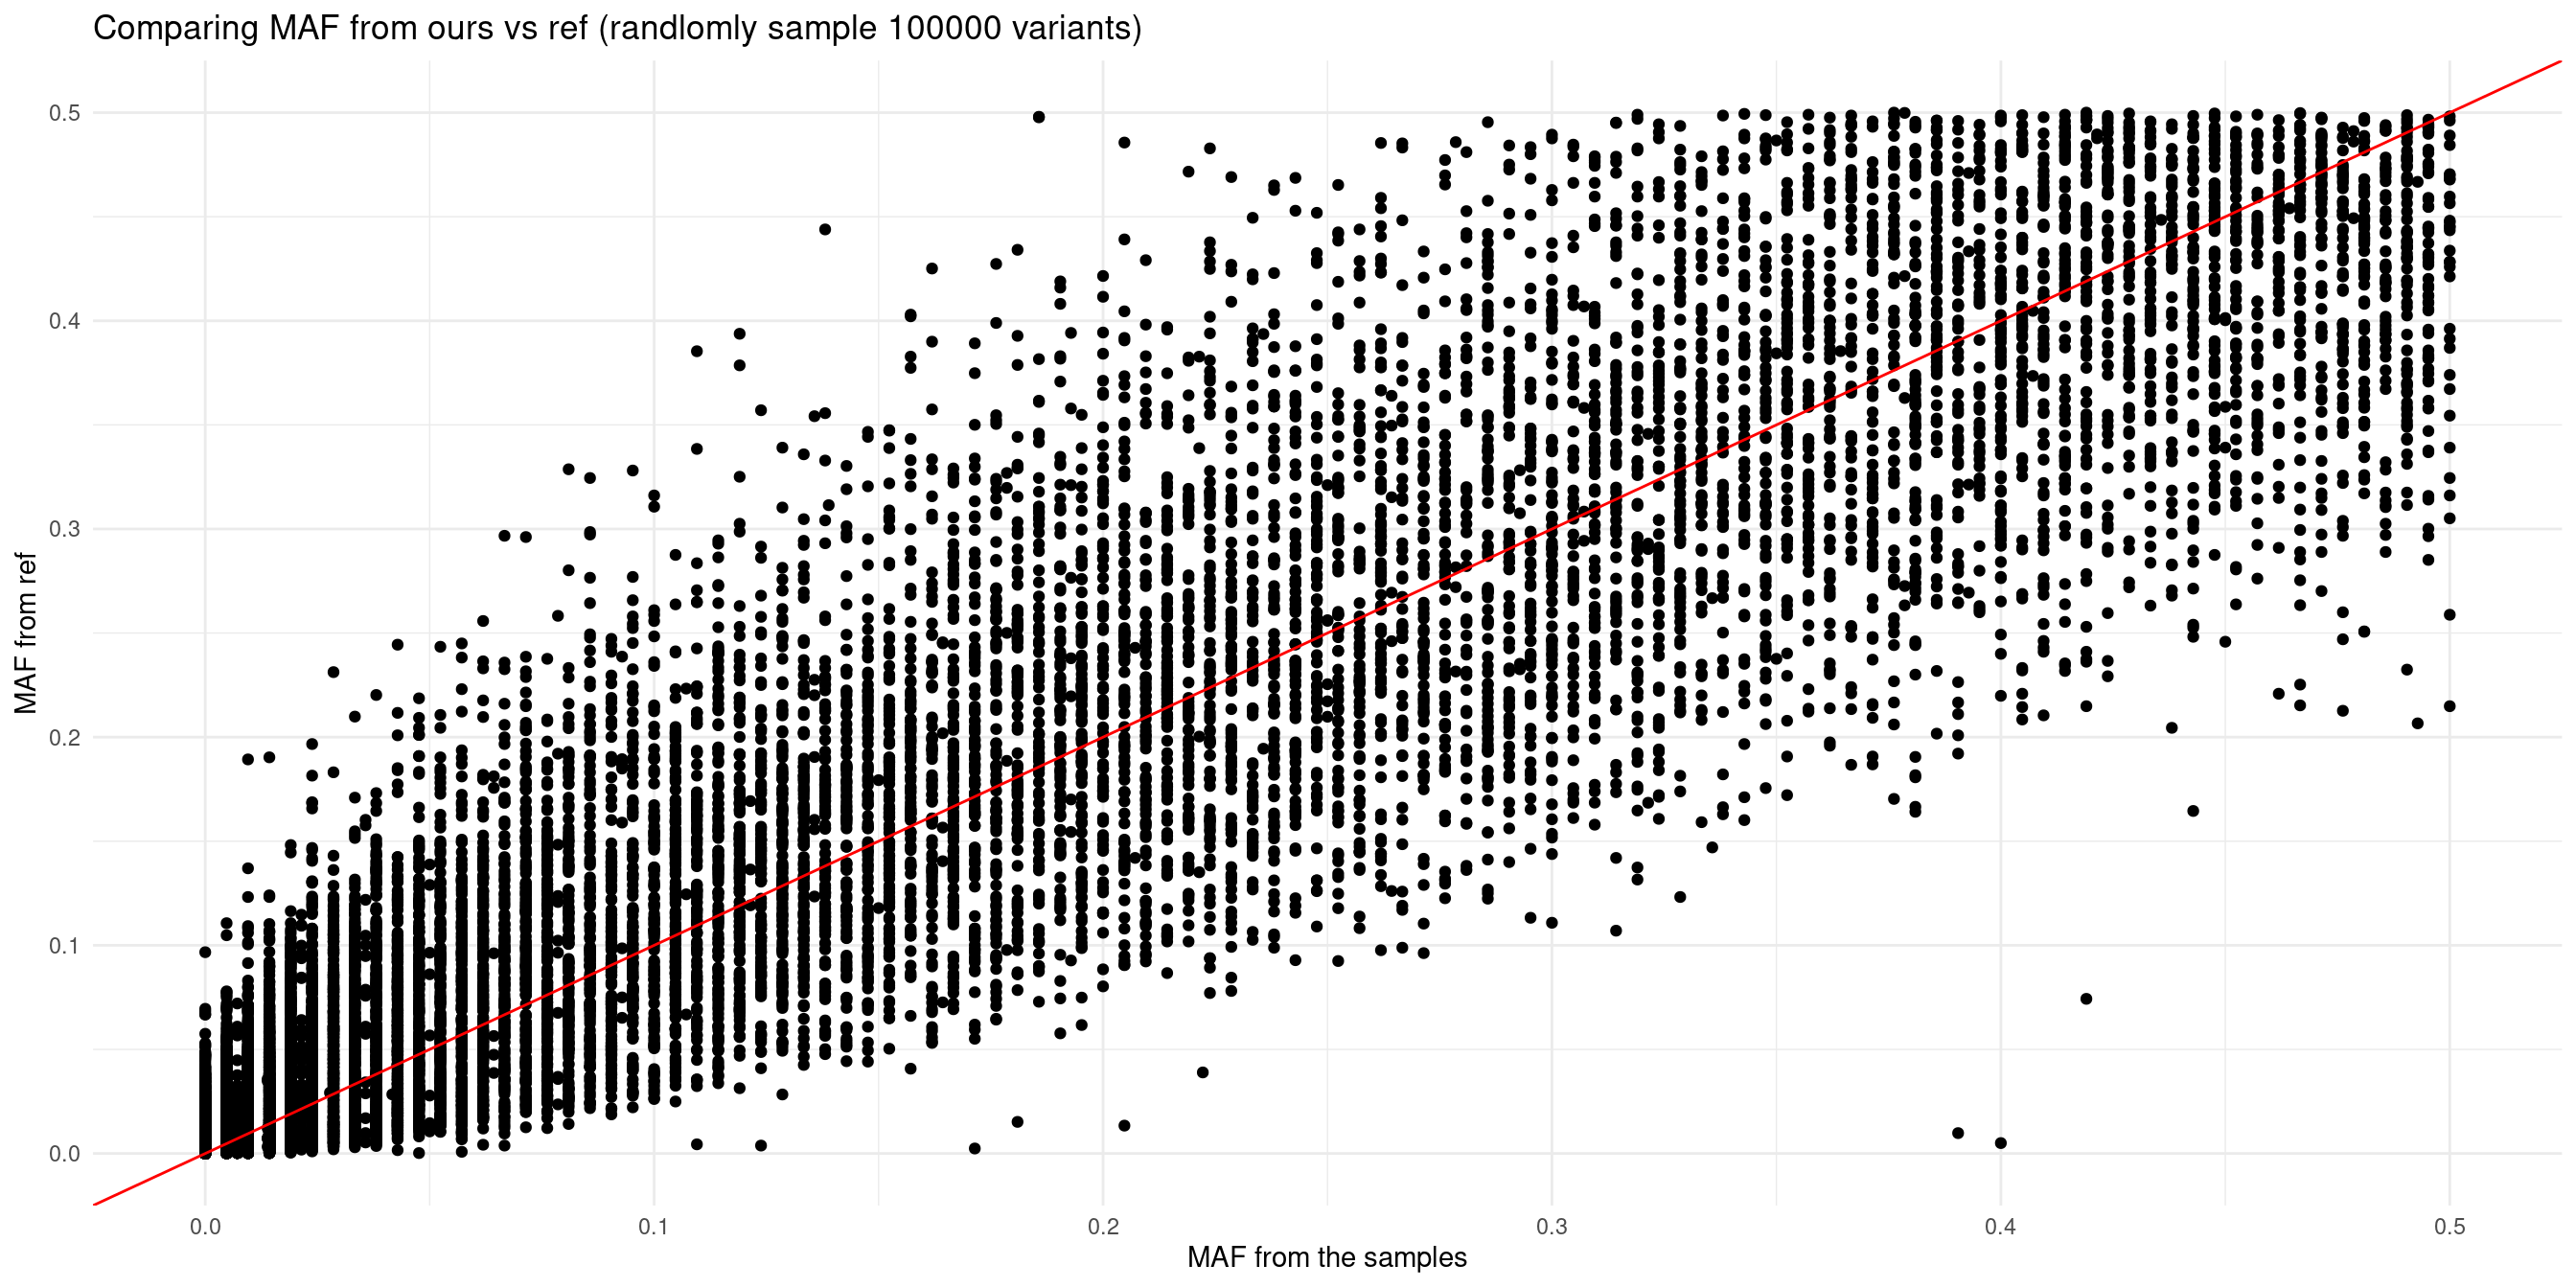 Comparing MAF from ours vs ref (randlomly sample 100000 variants)
0.5
0.4
0.3
0.2
0.1
0.0
MAF from ref
0.0 0.1 0.2 0.3 0.4 0.5
MAF from the samples